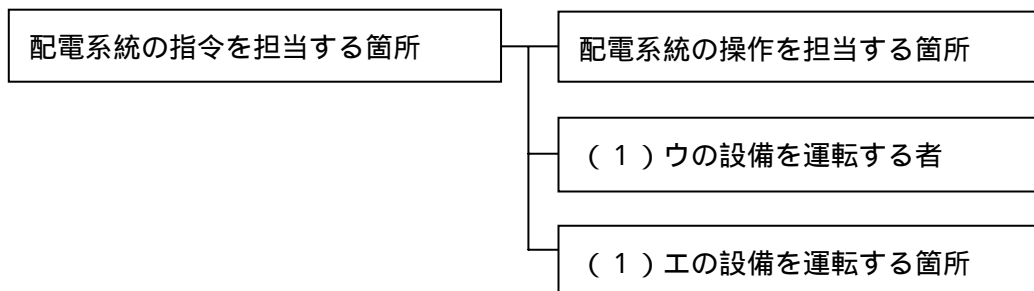 配電系統の指令を担当する箇所
配電系統の操作を担当する箇所
（１）ウの設備を運転する者
（１）エの設備を運転する箇所